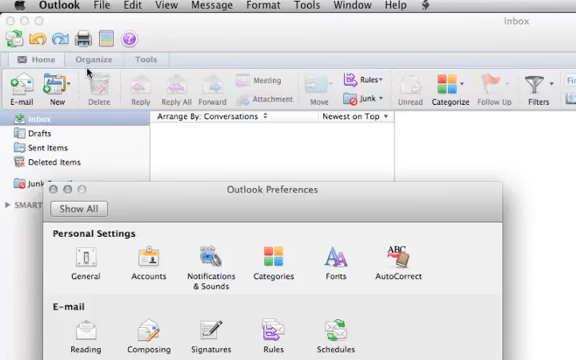 Outlook File Edit View Message Format Tools Window Help
Inbox
Home Organize Tools
Meeting Rules
Attachment Junk
E-mail New Delete Reply Reply All Forward Move Unread Categorize Follow Up Filters
Inbox Arrange By: Conversations Newest on Top
Drafts
Sent Items
Deleted Items
Junk
SMART
Outlook Preferences
Show All
Personal Settings
General Accounts Notifications & Sounds Categories Fonts AutoCorrect
E-mail
Reading Composing Signatures Rules Schedules